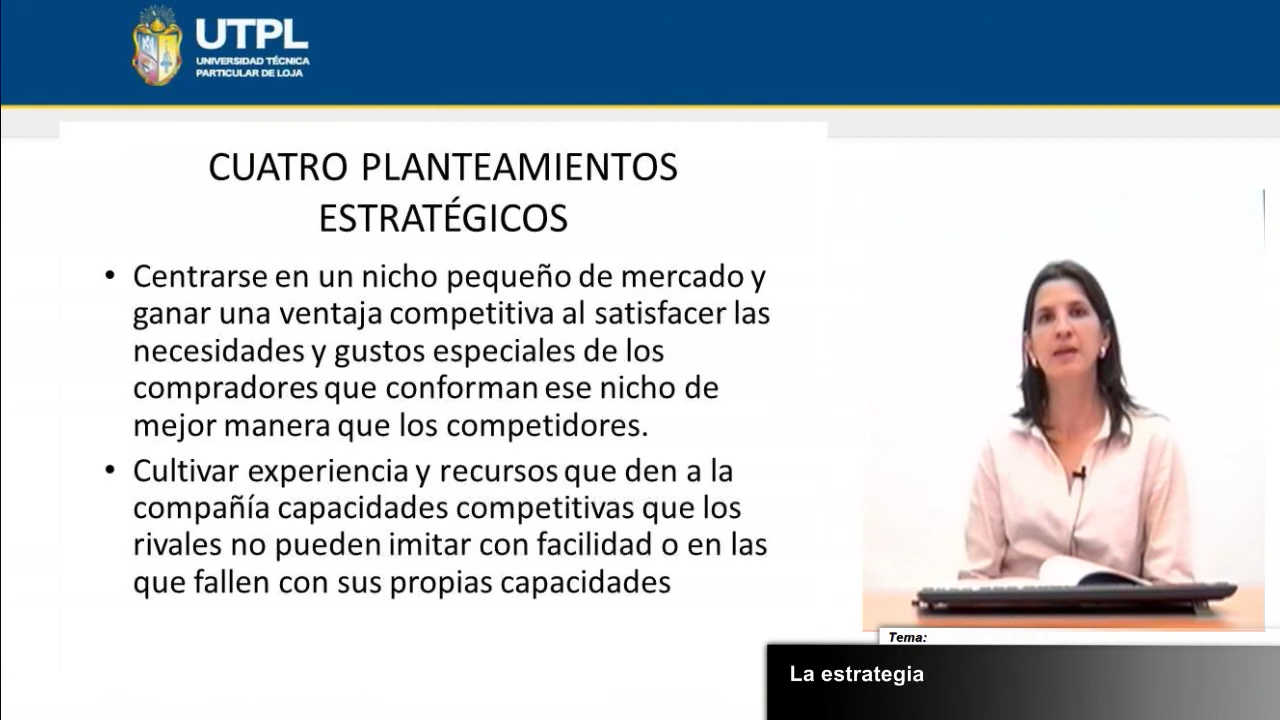 UTPL
UNIVERSIDAD TÉCNICA
PARTICULAR DE LOJA
CUATRO PLANTEAMIENTOS
ESTRATÉGICOS
• Centrarse en un nicho pequeño de mercado y
ganar una ventaja competitiva al satisfacer las
necesidades y gustos especiales de los
compradores que conforman ese nicho de
mejor manera que los competidores.
• Cultivar experiencia y recursos que den a la
compañía capacidades competitivas que los
rivales no pueden imitar con facilidad o en las
que fallen con sus propias capacidades
Tema:
La estrategia